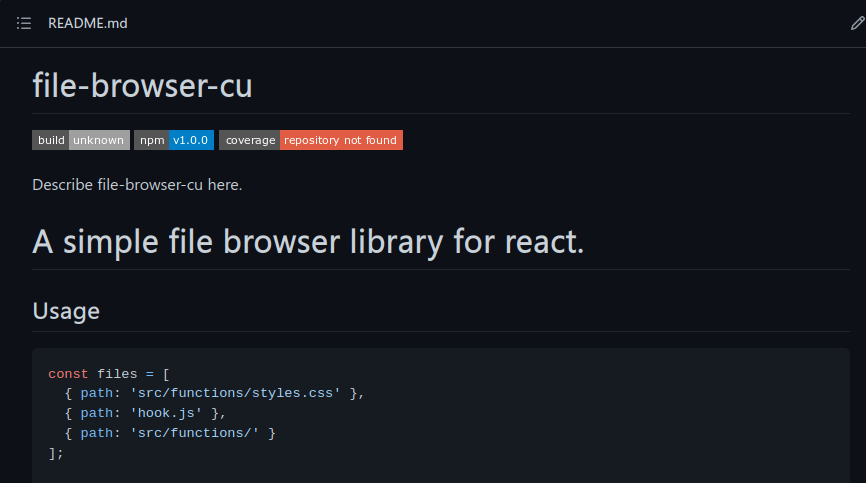 README.md
file-browser-cu
build unknown npm v1.0.0 coverage repository not found
Describe file-browser-cu here.
A simple file browser library for react.
Usage
const files = [
  { path: 'src/functions/styles.css' },
  { path: 'hook.js' },
  { path: 'src/functions/' }
];